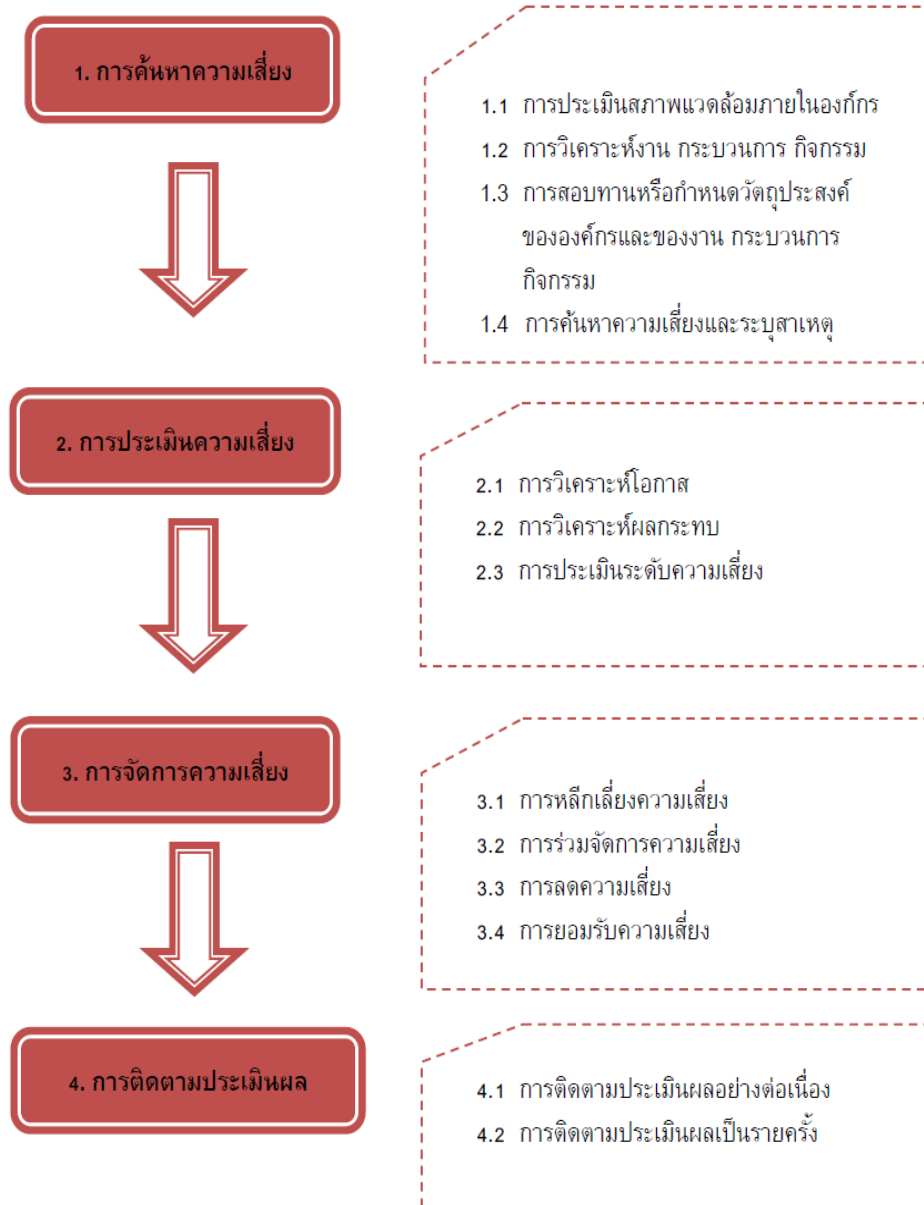 1. การค้นหาความเสี่ยง
1.1 การประเมินสภาพแวดล้อมภายในองก์กร
1.2 การวิเคราะห์งาน กระบวนการ กิจกรรม
1.3 การสอบทานหรือกำหนดวัตถุประสงค์
ขององค์กรและของงาน กระบวนการ
กิจกรรม
1.4 การค้นหาความเสี่ยงและระบุสาเหตุ
2. การประเมินความเสี่ยง
2.1 การวิเคราะห์โอกาส
2.2 การวิเคราะห์ผลกระทบ
2.3 การประเมินระดับความเสี่ยง
3. การจัดการความเสี่ยง
3.1 การหลีกเลี่ยงความเสี่ยง
3.2 การร่วมจัดการความเสี่ยง
3.3 การลดความเสี่ยง
3.4 การยอมรับความเสี่ยง
4. การติดตามประเมินผล
4.1 การติดตามประเมินผลอย่างต่อเนื่อง
4.2 การติดตามประเมินผลเป็นรายครั้ง